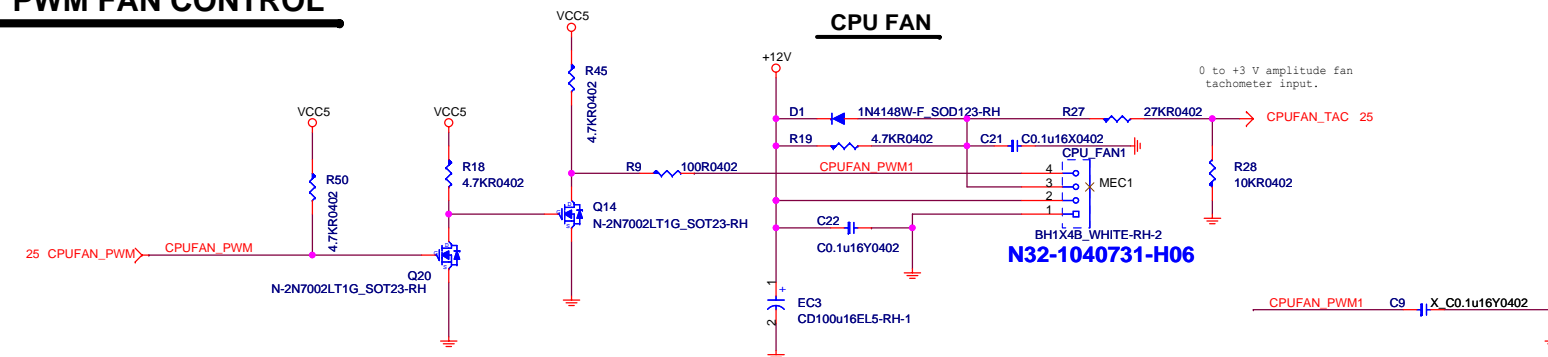 PWM FAN CONTROL
CPU FAN
VCC5
+12V
0 to +3 V amplitude fan
tachometer input.
R45
4.7KR0402
VCC5
VCC5
D1
1N4148W-F_SOD123-RH
R27
27KR0402
CPUFAN_TAC 25
R19
4.7KR0402
C21
C0.1u16X0402
CPU_FAN1
R18
4.7KR0402
R9
100R0402
CPUFAN_PWM1
4
3
2
1
MEC1
R28
10KR0402
R50
4.7KR0402
Q14
N-2N7002LT1G_SOT23-RH
C22
C0.1u16Y0402
BH1X4B_WHITE-RH-2
N32-1040731-H06
25 CPUFAN_PWM
CPUFAN_PWM
Q20
N-2N7002LT1G_SOT23-RH
1
+
2
EC3
CD100u16EL5-RH-1
CPUFAN_PWM1
C9
X_C0.1u16Y0402